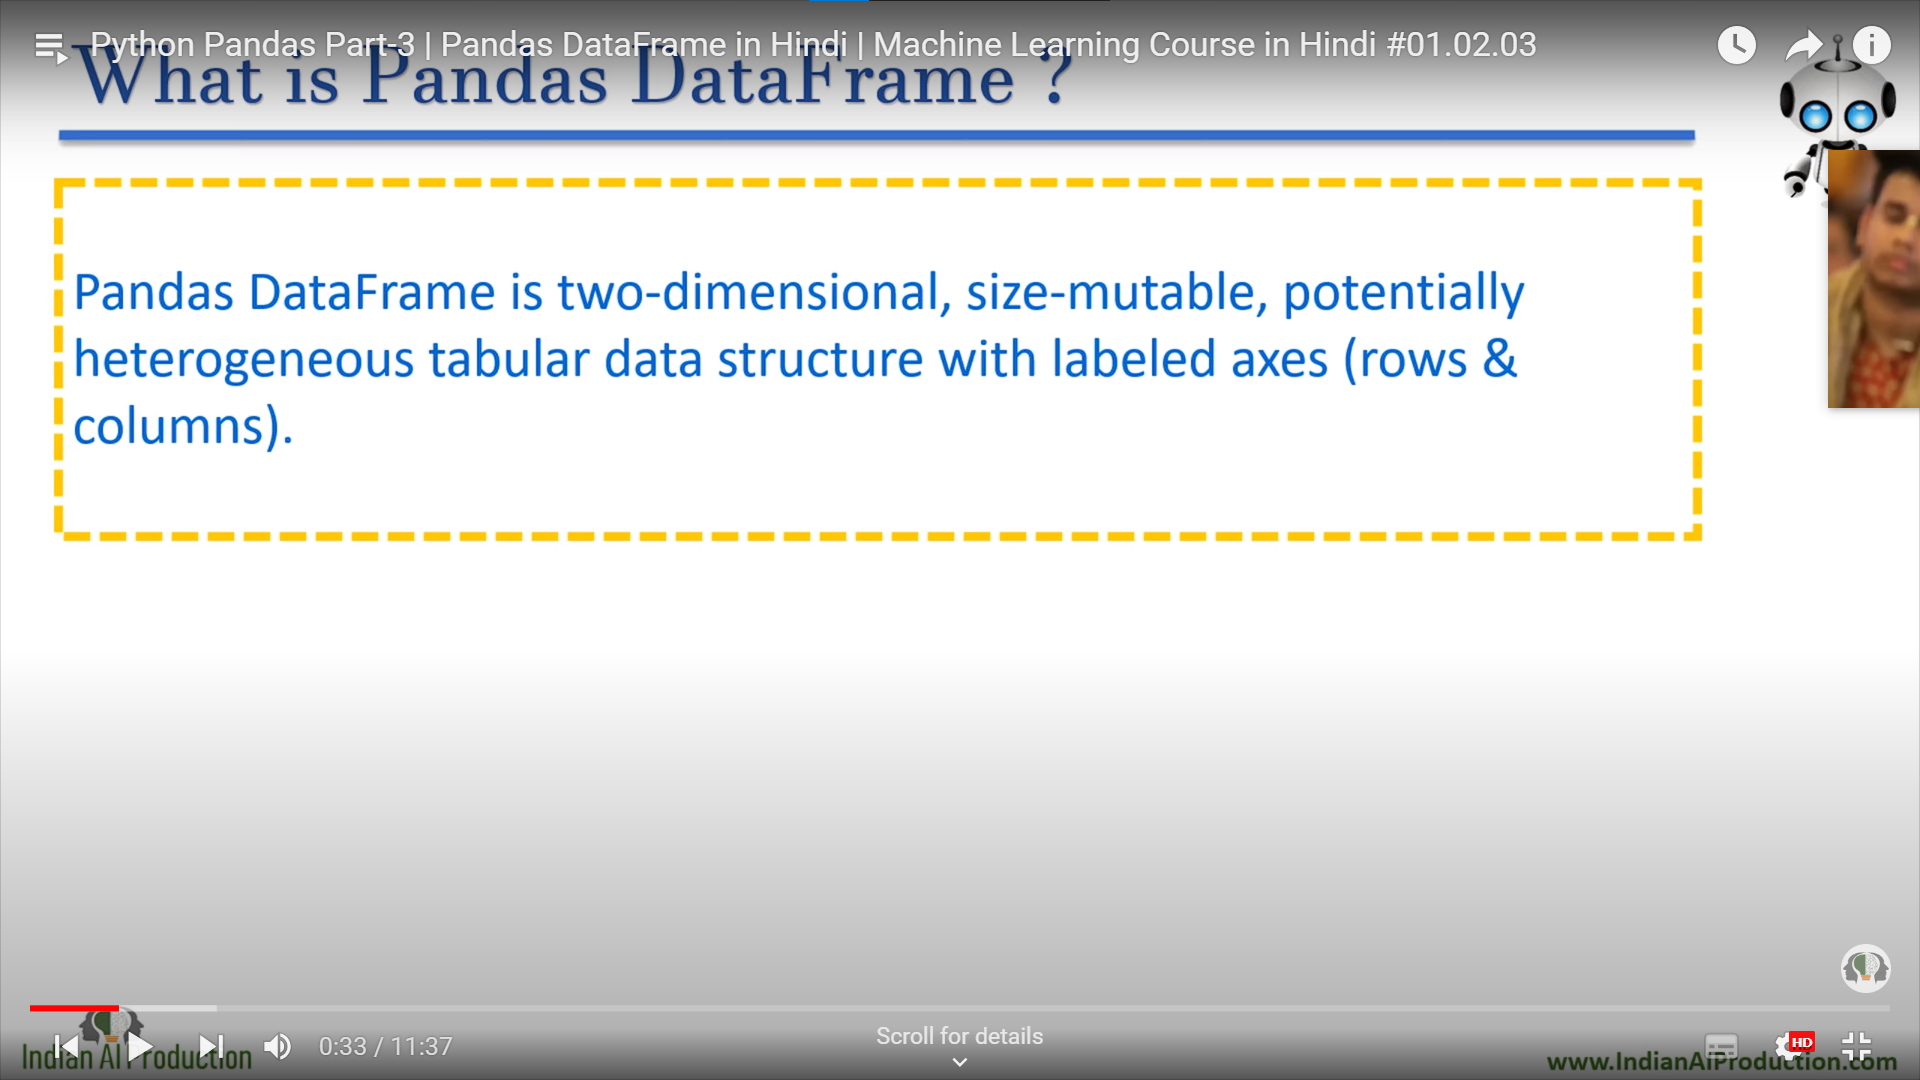 Python Pandas Part-3 | Pandas DataFrame in Hindi | Machine Learning Course in Hindi #01.02.03
What is Pandas DataFrame ?
Pandas DataFrame is two-dimensional, size-mutable, potentially
heterogeneous tabular data structure with labeled axes (rows &
columns).
Scroll for details
0:33 / 11:37
HD
Indian AI Production
www.IndianAIProduction.com